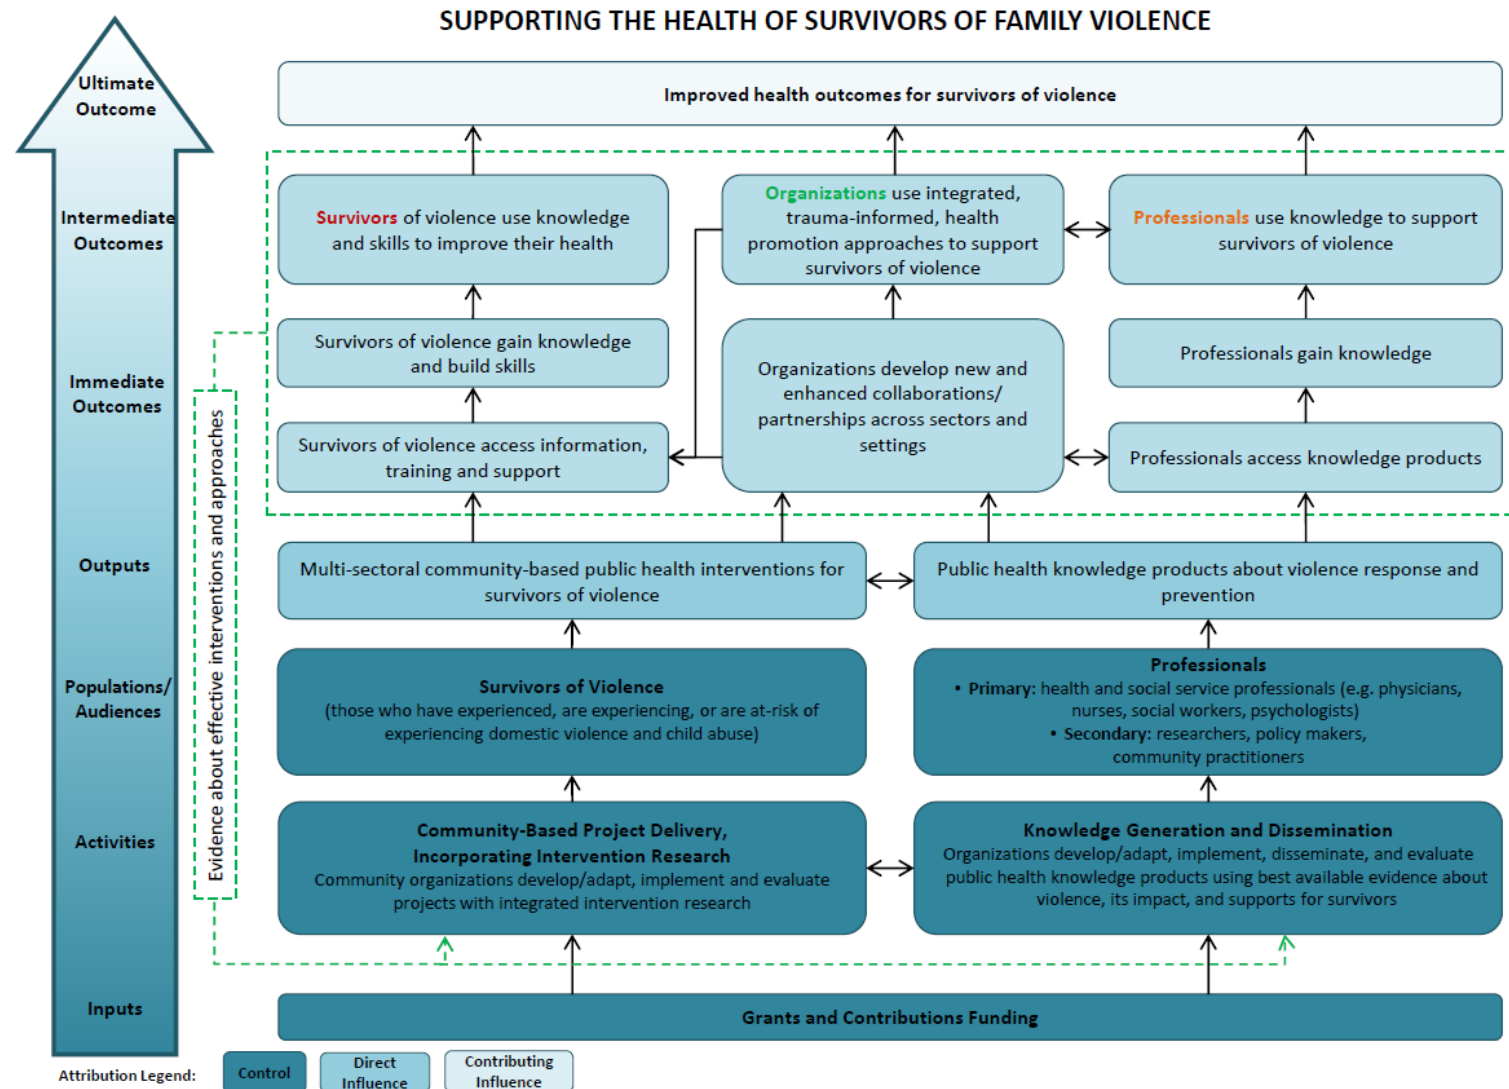 SUPPORTING THE HEALTH OF SURVIVORS OF FAMILY VIOLENCE
Ultimate
Outcome
Improved health outcomes for survivors of violence
Intermediate
Outcomes
Survivors of violence use knowledge
and skills to improve their health
Organizations use integrated,
trauma-informed, health
promotion approaches to support
survivors of violence
Professionals use knowledge to support
survivors of violence
Immediate
Outcomes
Survivors of violence gain knowledge
and build skills
Organizations develop new and
enhanced collaborations/
partnerships across sectors and
settings
Professionals gain knowledge
Survivors of violence access information,
training and support
Professionals access knowledge products
Evidence about effective interventions and approaches
Outputs
Multi-sectoral community-based public health interventions for
survivors of violence
Public health knowledge products about violence response and
prevention
Populations/
Audiences
Survivors of Violence
(those who have experienced, are experiencing, or are at-risk of
experiencing domestic violence and child abuse)
Professionals
• Primary: health and social service professionals (e.g. physicians,
nurses, social workers, psychologists)
• Secondary: researchers, policy makers,
community practitioners
Activities
Community-Based Project Delivery,
Incorporating Intervention Research
Community organizations develop/adapt, implement and evaluate
projects with integrated intervention research
Knowledge Generation and Dissemination
Organizations develop/adapt, implement, disseminate, and evaluate
public health knowledge products using best available evidence about
violence, its impact, and supports for survivors
Inputs
Grants and Contributions Funding
Attribution Legend:
Control
Direct
Influence
Contributing
Influence